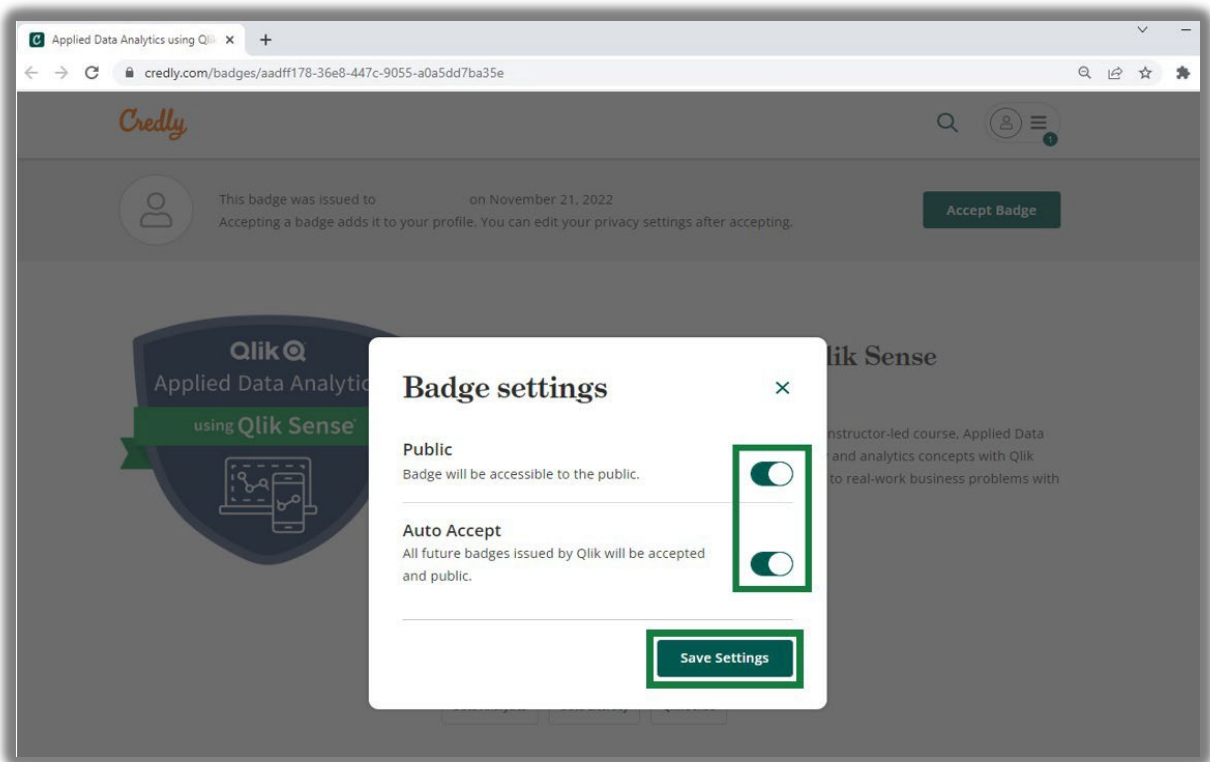 Applied Data Analytics using Qli
credly.com/badges/aadff178-36e8-447c-9055-a0a5dd7ba35e
Credly
1
This badge was issued to on November 21, 2022
Accepting a badge adds it to your profile. You can edit your privacy settings after accepting.
Accept Badge
Qlik
Applied Data Analytic
using Qlik Sense
lik Sense
nstructor-led course, Applied Data
and analytics concepts with Qlik
to real-work business problems with
Badge settings
Public
Badge will be accessible to the public.
Auto Accept
All future badges issued by Qlik will be accepted
and public.
Save Settings